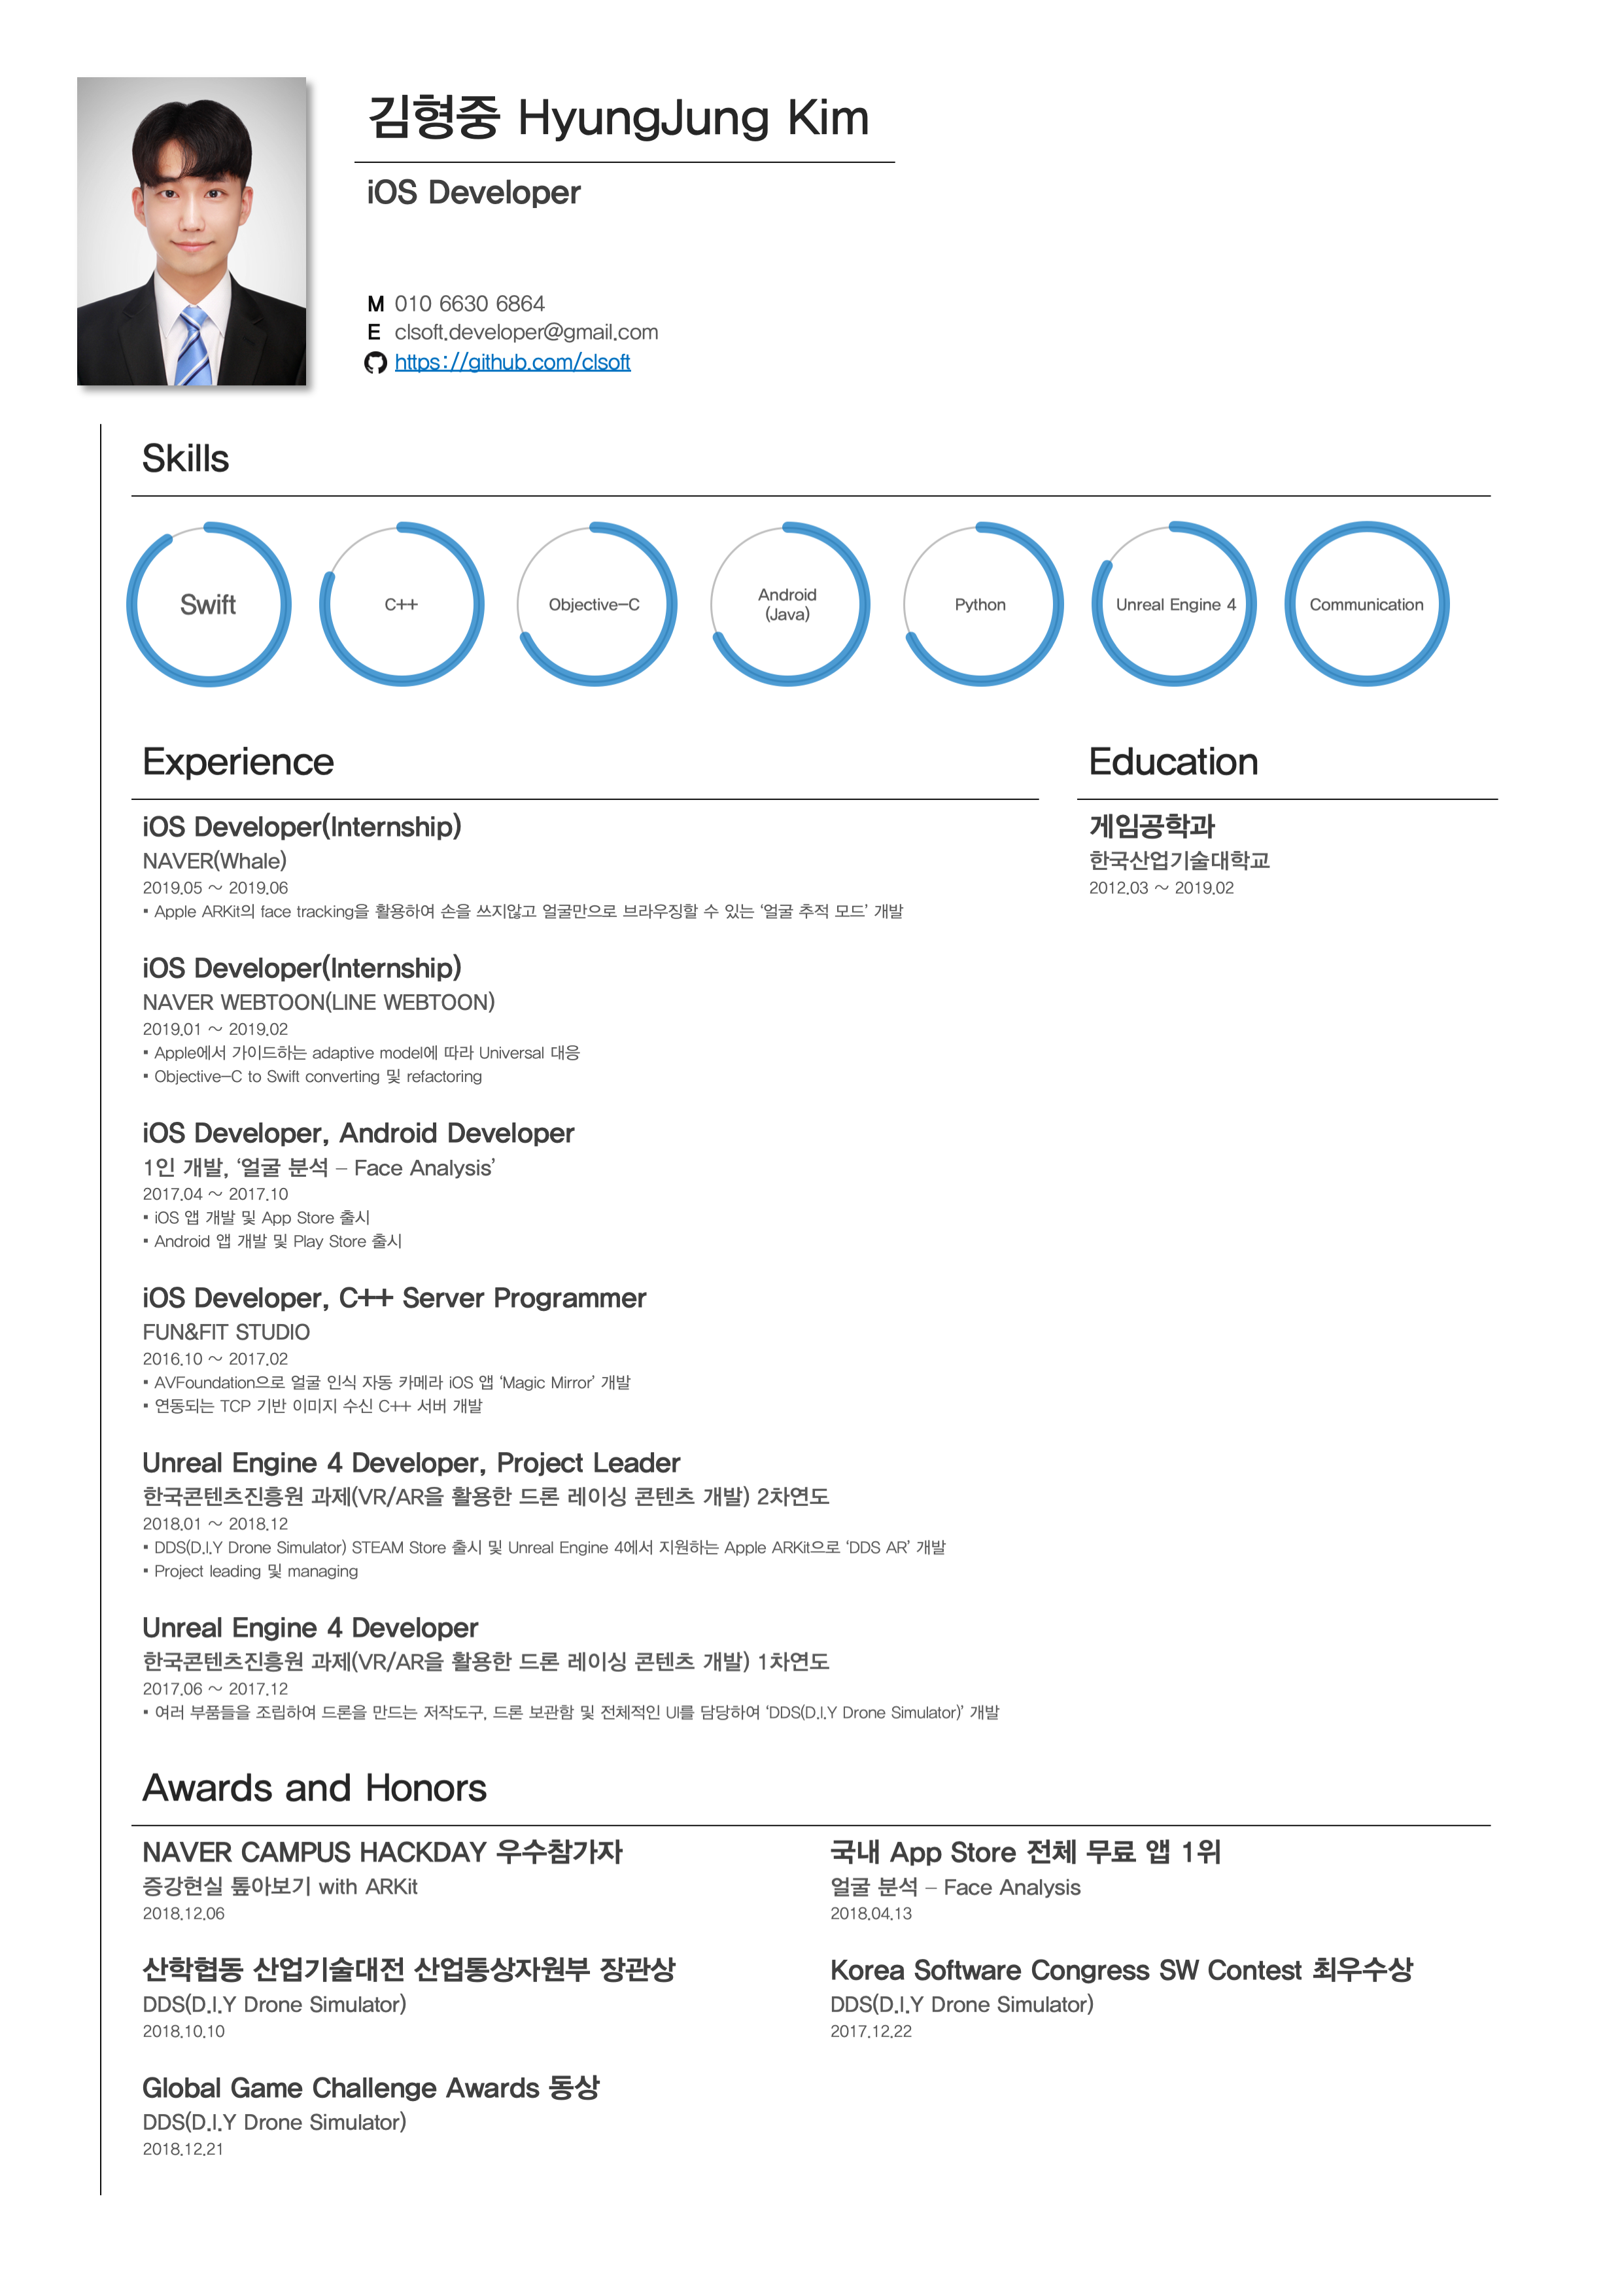 김형중 HyungJung Kim
iOS Developer
M 010 6630 6864
E clsoft.developer@gmail.com
https://github.com/clsoft
Skills
Swift
C++
Objective-C
Android
(Java)
Python
Unreal Engine 4
Communication
Experience
iOS Developer(Internship)
NAVER(Whale)
2019.05 ~ 2019.06
▪ Apple ARKit의 face tracking을 활용하여 손을 쓰지않고 얼굴만으로 브라우징할 수 있는 ‘얼굴 추적 모드’ 개발
iOS Developer(Internship)
NAVER WEBTOON(LINE WEBTOON)
2019.01 ~ 2019.02
▪ Apple에서 가이드하는 adaptive model에 따라 Universal 대응
▪ Objective-C to Swift converting 및 refactoring
iOS Developer, Android Developer
1인 개발, ‘얼굴 분석 – Face Analysis’
2017.04 ~ 2017.10
▪ iOS 앱 개발 및 App Store 출시
▪ Android 앱 개발 및 Play Store 출시
iOS Developer, C++ Server Programmer
FUN&FIT STUDIO
2016.10 ~ 2017.02
▪ AVFoundation으로 얼굴 인식 자동 카메라 iOS 앱 ‘Magic Mirror’ 개발
▪ 연동되는 TCP 기반 이미지 수신 C++ 서버 개발
Unreal Engine 4 Developer, Project Leader
한국콘텐츠진흥원 과제(VR/AR을 활용한 드론 레이싱 콘텐츠 개발) 2차연도
2018.01 ~ 2018.12
▪ DDS(D.I.Y Drone Simulator) STEAM Store 출시 및 Unreal Engine 4에서 지원하는 Apple ARKit으로 ‘DDS AR’ 개발
▪ Project leading 및 managing
Unreal Engine 4 Developer
한국콘텐츠진흥원 과제(VR/AR을 활용한 드론 레이싱 콘텐츠 개발) 1차연도
2017.06 ~ 2017.12
▪ 여러 부품들을 조립하여 드론을 만드는 저작도구, 드론 보관함 및 전체적인 UI를 담당하여 ‘DDS(D.I.Y Drone Simulator)’ 개발
Education
게임공학과
한국산업기술대학교
2012.03 ~ 2019.02
Awards and Honors
NAVER CAMPUS HACKDAY 우수참가자
증강현실 톺아보기 with ARKit
2018.12.06
국내 App Store 전체 무료 앱 1위
얼굴 분석 – Face Analysis
2018.04.13
산학협동 산업기술대전 산업통상자원부 장관상
DDS(D.I.Y Drone Simulator)
2018.10.10
Korea Software Congress SW Contest 최우수상
DDS(D.I.Y Drone Simulator)
2017.12.22
Global Game Challenge Awards 동상
DDS(D.I.Y Drone Simulator)
2018.12.21